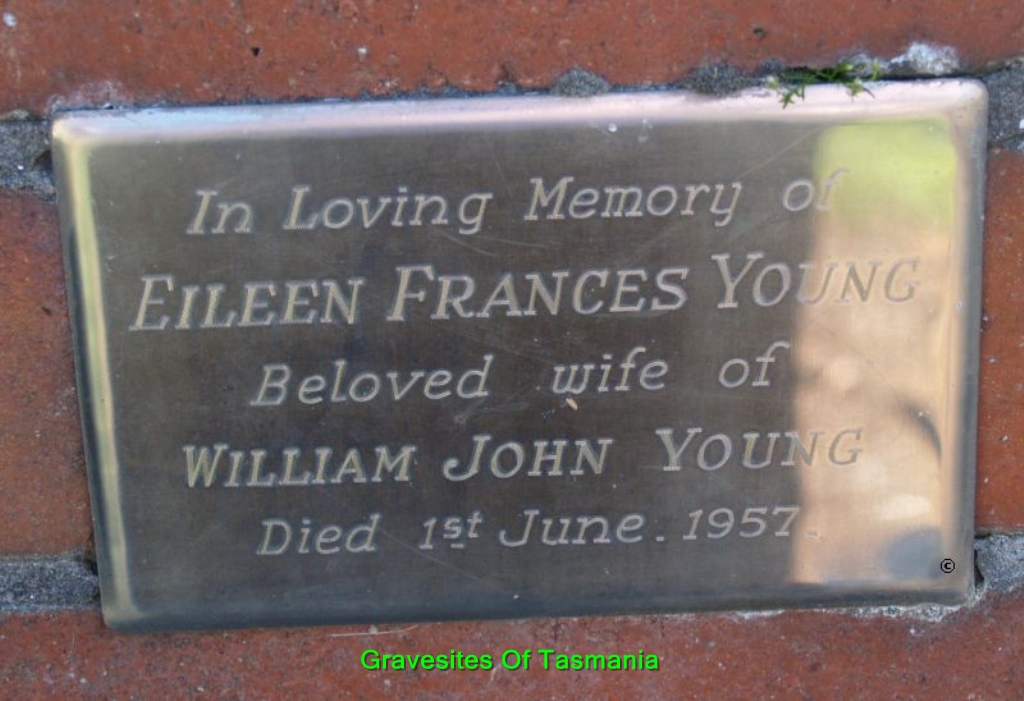 In Loving Memory of
EILEEN FRANCES YOUNG
Beloved wife of
WILLIAM JOHN YOUNG
Died 1st June. 1957.
©
Gravesites Of Tasmania